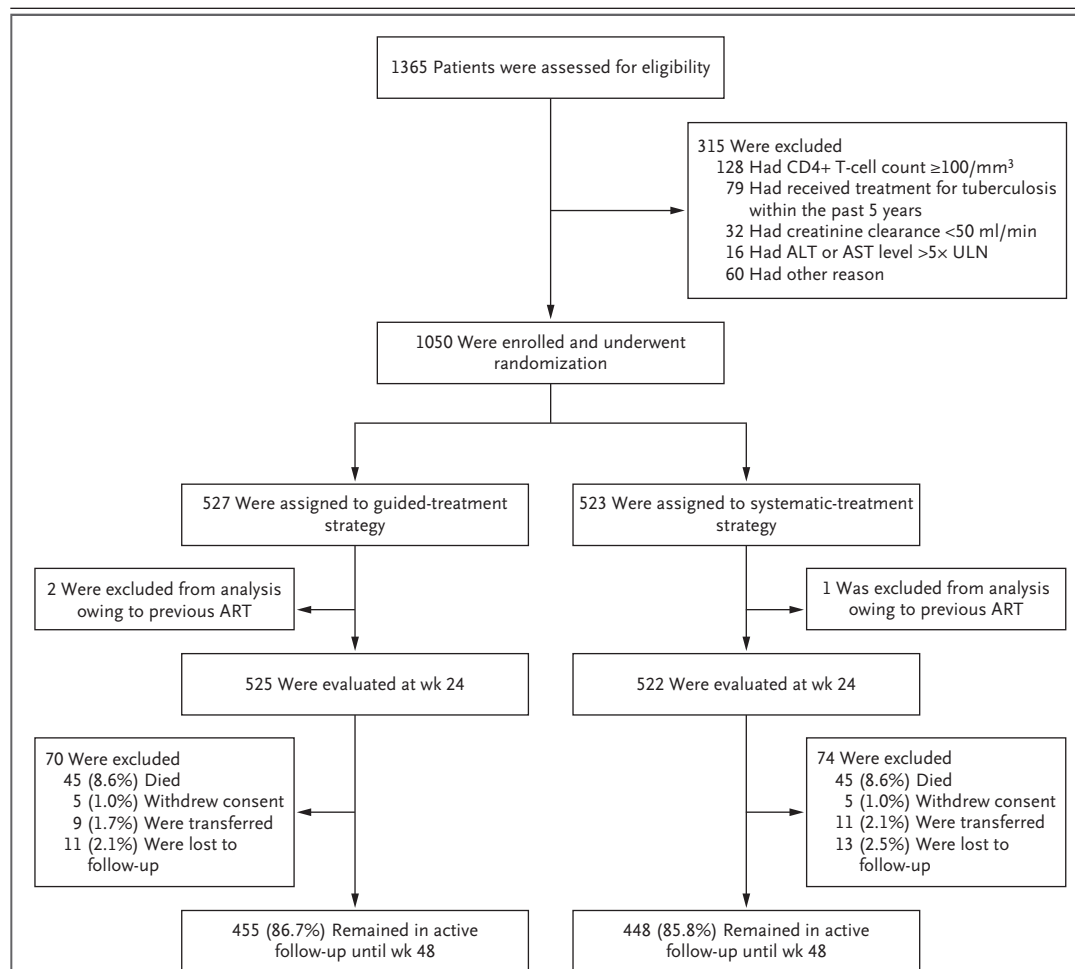 1365 Patients were assessed for eligibility
315 Were excluded
128 Had CD4+ T-cell count ≥100/mm³
79 Had received treatment for tuberculosis
within the past 5 years
32 Had creatinine clearance <50 ml/min
16 Had ALT or AST level >5× ULN
60 Had other reason
1050 Were enrolled and underwent
randomization
527 Were assigned to guided-treatment
strategy
523 Were assigned to systematic-treatment
strategy
2 Were excluded from analysis
owing to previous ART
1 Was excluded from analysis
owing to previous ART
525 Were evaluated at wk 24
522 Were evaluated at wk 24
70 Were excluded
45 (8.6%) Died
5 (1.0%) Withdrew consent
9 (1.7%) Were transferred
11 (2.1%) Were lost to
follow-up
74 Were excluded
45 (8.6%) Died
5 (1.0%) Withdrew consent
11 (2.1%) Were transferred
13 (2.5%) Were lost to
follow-up
455 (86.7%) Remained in active
follow-up until wk 48
448 (85.8%) Remained in active
follow-up until wk 48